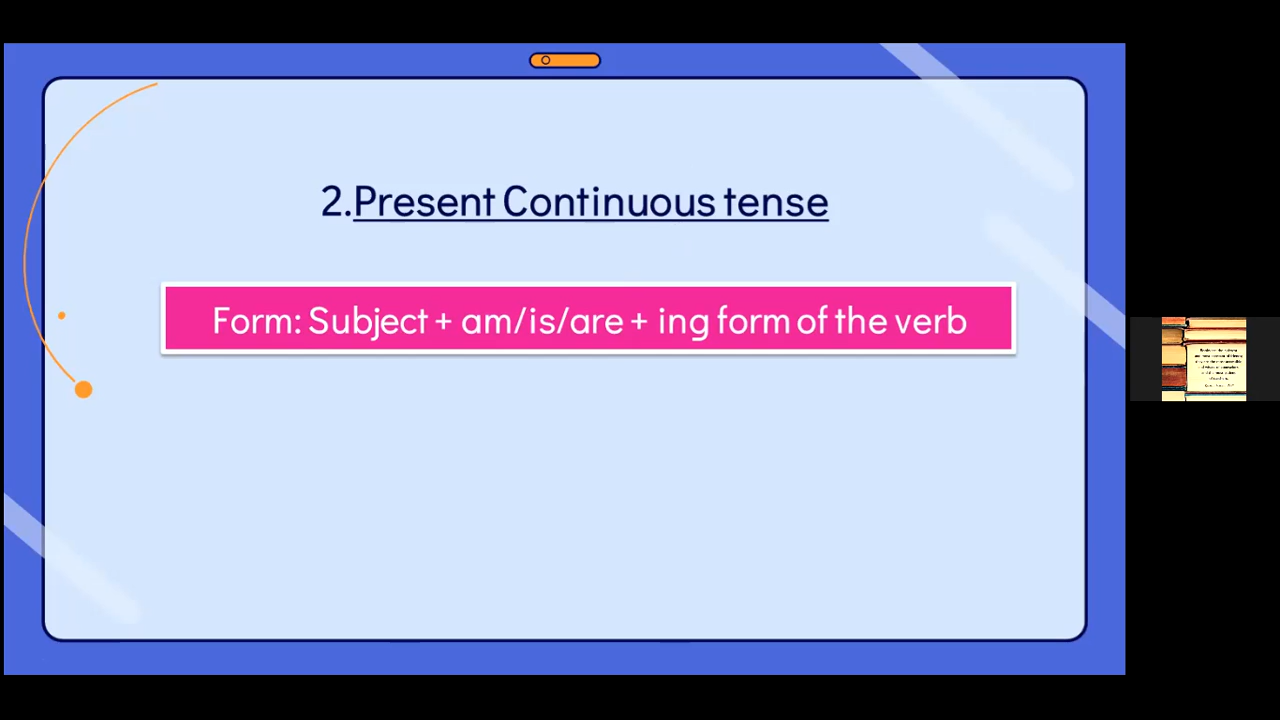 2.Present Continuous tense
Form: Subject + am/is/are + ing form of the verb